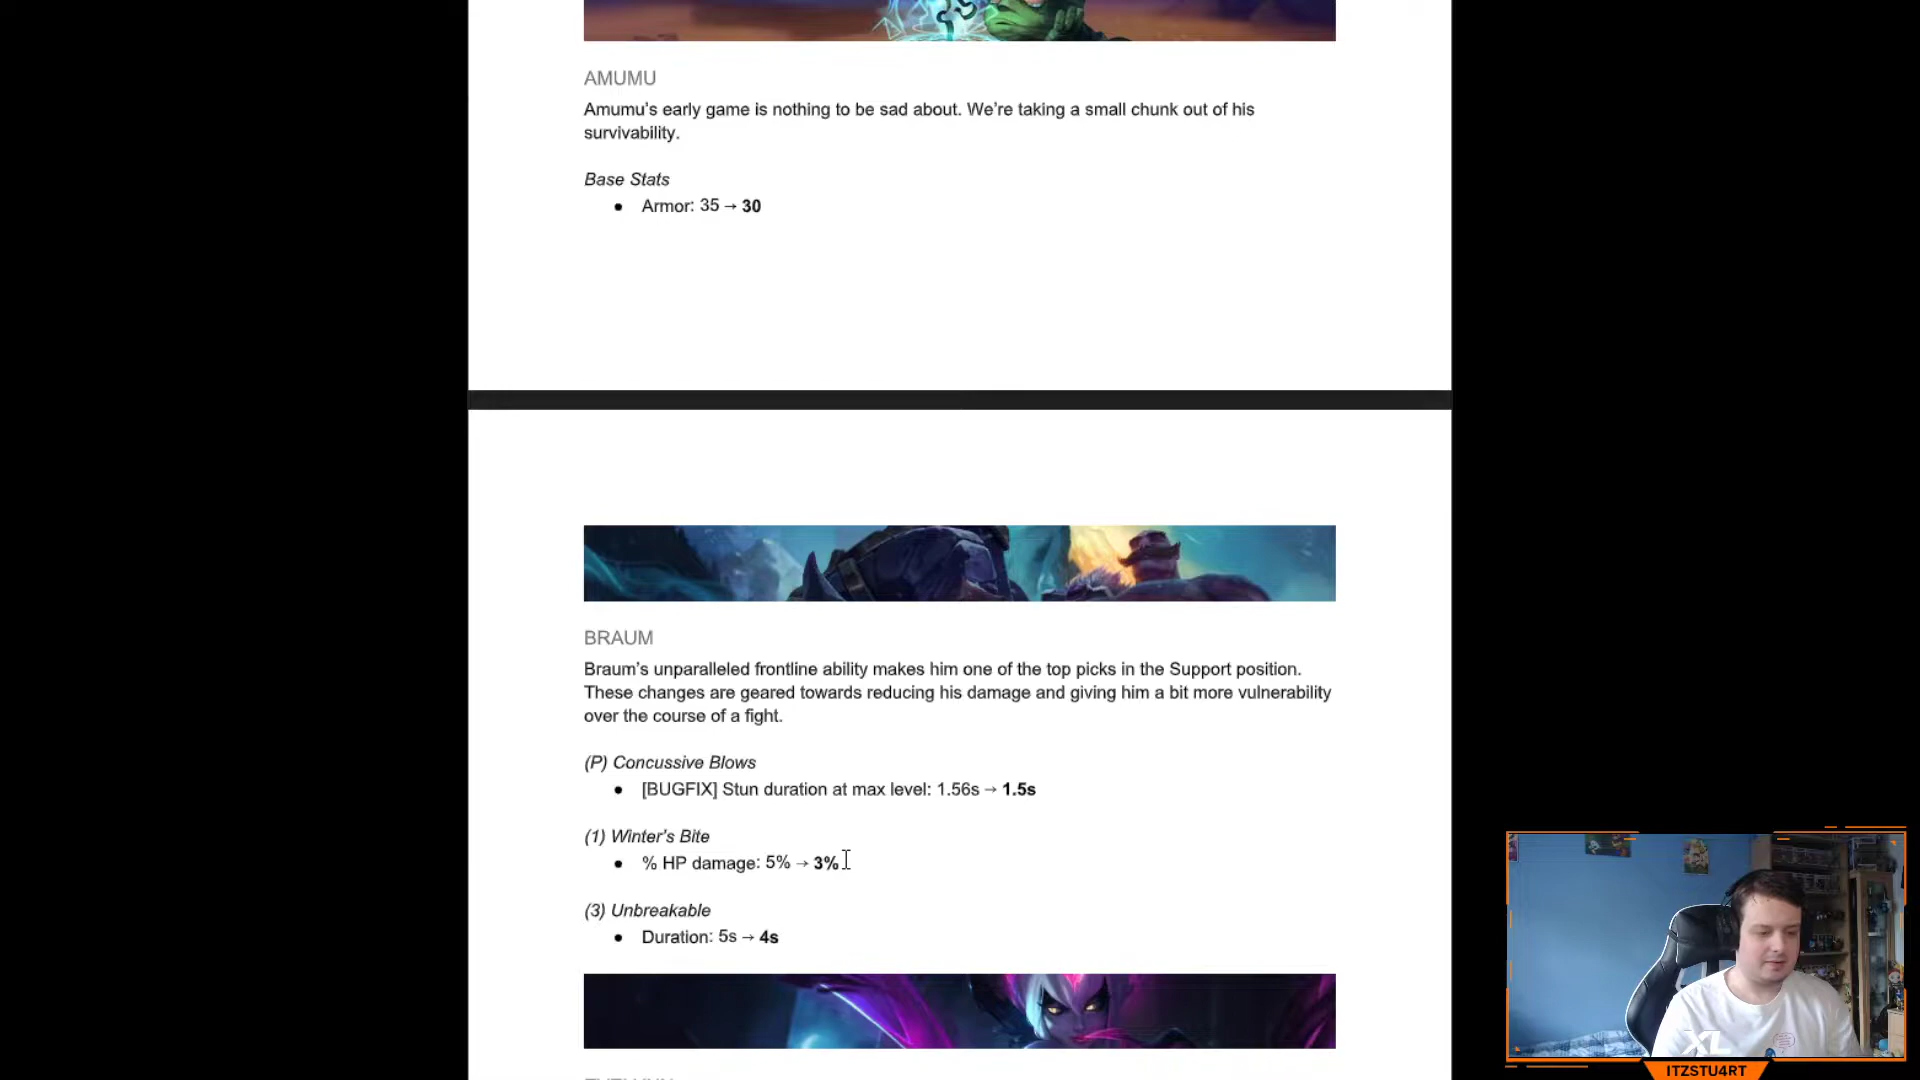 AMUMU
Amumu’s early game is nothing to be sad about. We’re taking a small chunk out of his
survivability.
Base Stats
● Armor: 35 → 30
BRAUM
Braum’s unparalleled frontline ability makes him one of the top picks in the Support position.
These changes are geared towards reducing his damage and giving him a bit more vulnerability
over the course of a fight.
(P) Concussive Blows
● [BUGFIX] Stun duration at max level: 1.56s → 1.5s
(1) Winter’s Bite
● % HP damage: 5% → 3%
(3) Unbreakable
● Duration: 5s → 4s
XL
ITZSTU4RT